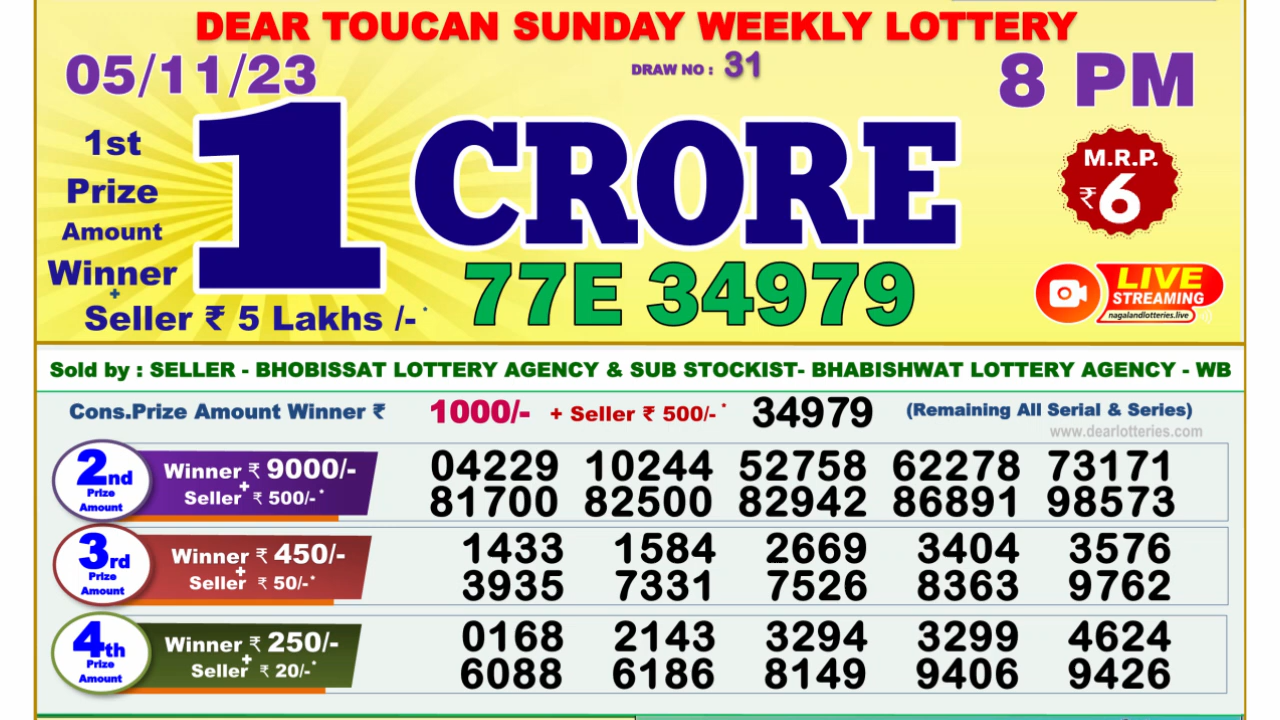 DEAR TOUCAN SUNDAY WEEKLY LOTTERY
05/11/23
DRAW NO : 31
8 PM
1st
Prize
Amount
Winner
+
Seller ₹ 5 Lakhs /-*
1 CRORE
77E 34979
M.R.P.
₹6
LIVE
STREAMING
nagalandlotteries.live
Sold by : SELLER - BHOBISSAT LOTTERY AGENCY & SUB STOCKIST- BHABISHWAT LOTTERY AGENCY - WB
Cons.Prize Amount Winner ₹ 1000/- + Seller ₹ 500/-* 34979 (Remaining All Serial & Series)
www.dearlotteries.com
2nd
Prize
Amount
Winner ₹ 9000/-
+
Seller ₹ 500/-*
04229 10244 52758 62278 73171
81700 82500 82942 86891 98573
3rd
Prize
Amount
Winner ₹ 450/-
+
Seller ₹ 50/-*
1433 1584 2669 3404 3576
3935 7331 7526 8363 9762
4th
Prize
Amount
Winner ₹ 250/-
+
Seller ₹ 20/-*
0168 2143 3294 3299 4624
6088 6186 8149 9406 9426